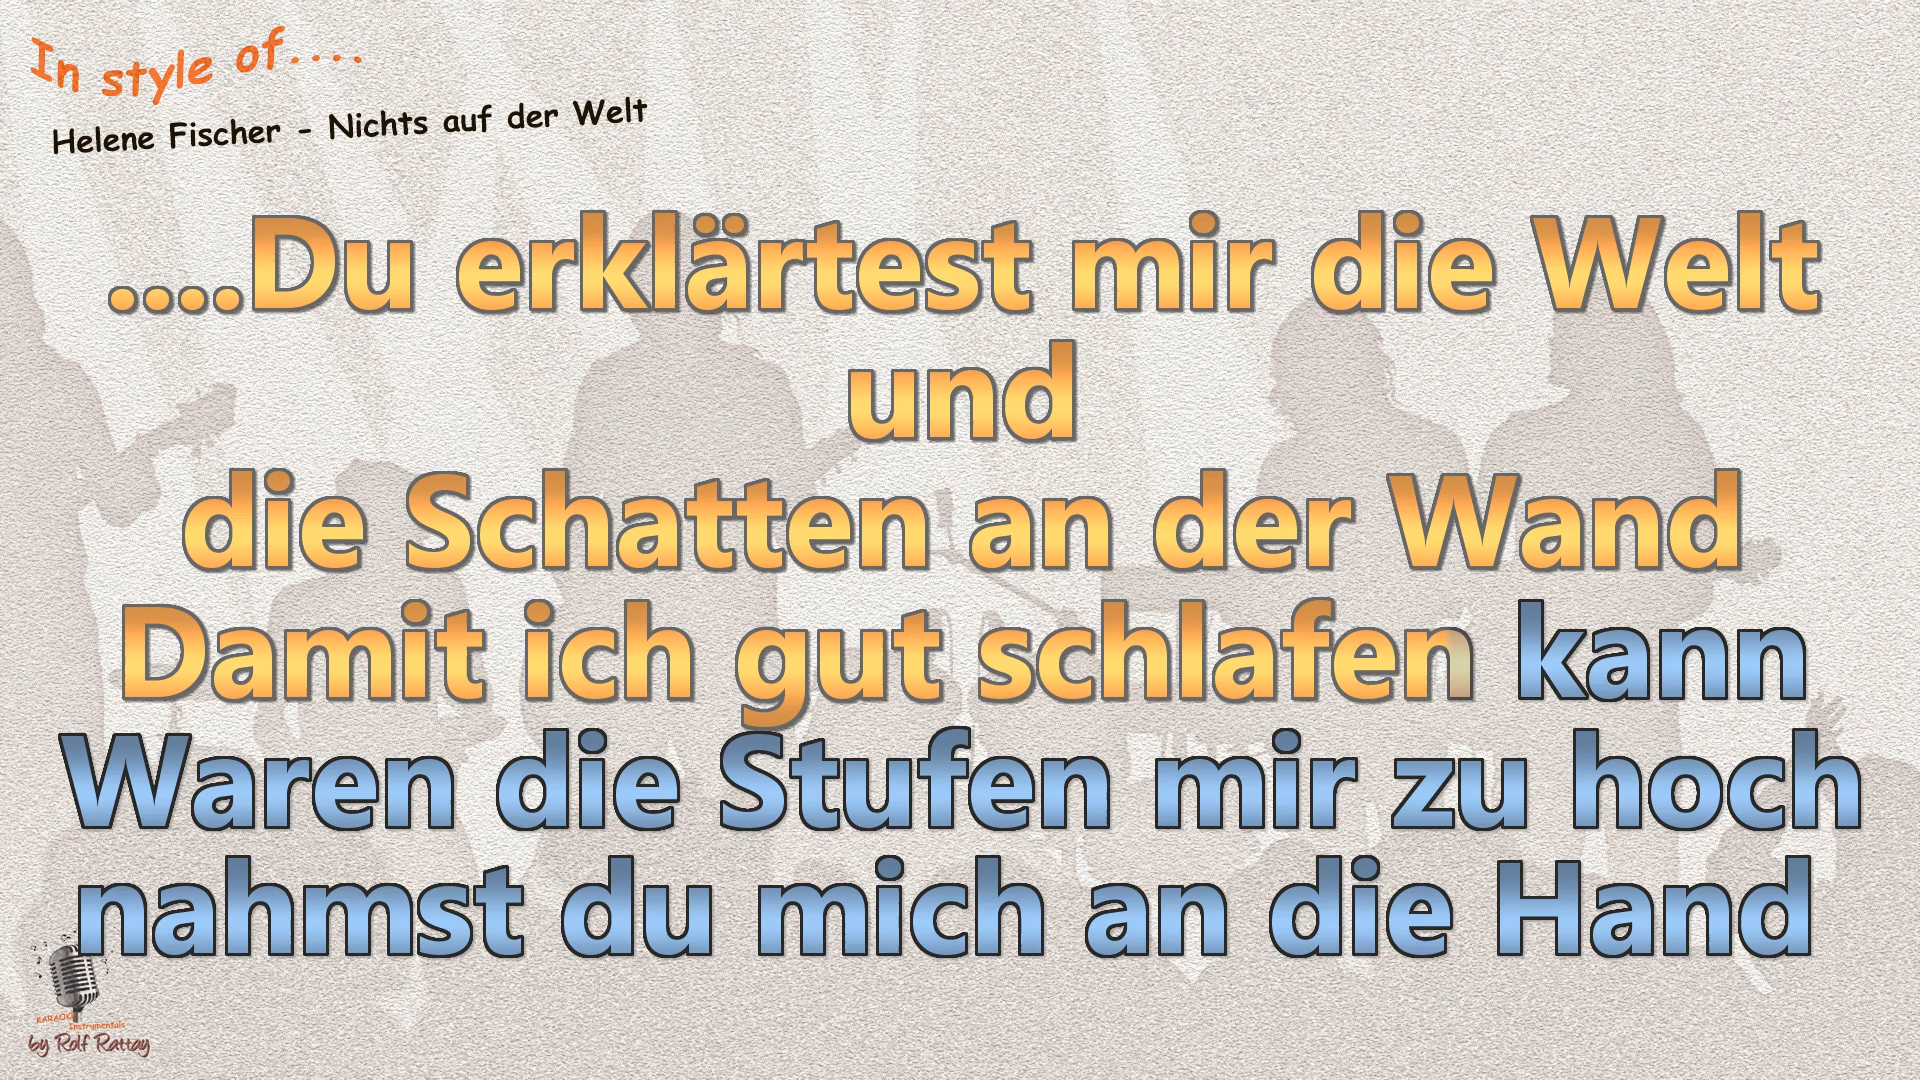 In style of....
Helene Fischer - Nichts auf der Welt
....Du erklärtest mir die Welt
und
die Schatten an der Wand
Damit ich gut schlafen kann
Waren die Stufen mir zu hoch
nahmst du mich an die Hand
KARAOKE
Instrumentals
by Rolf Rattay